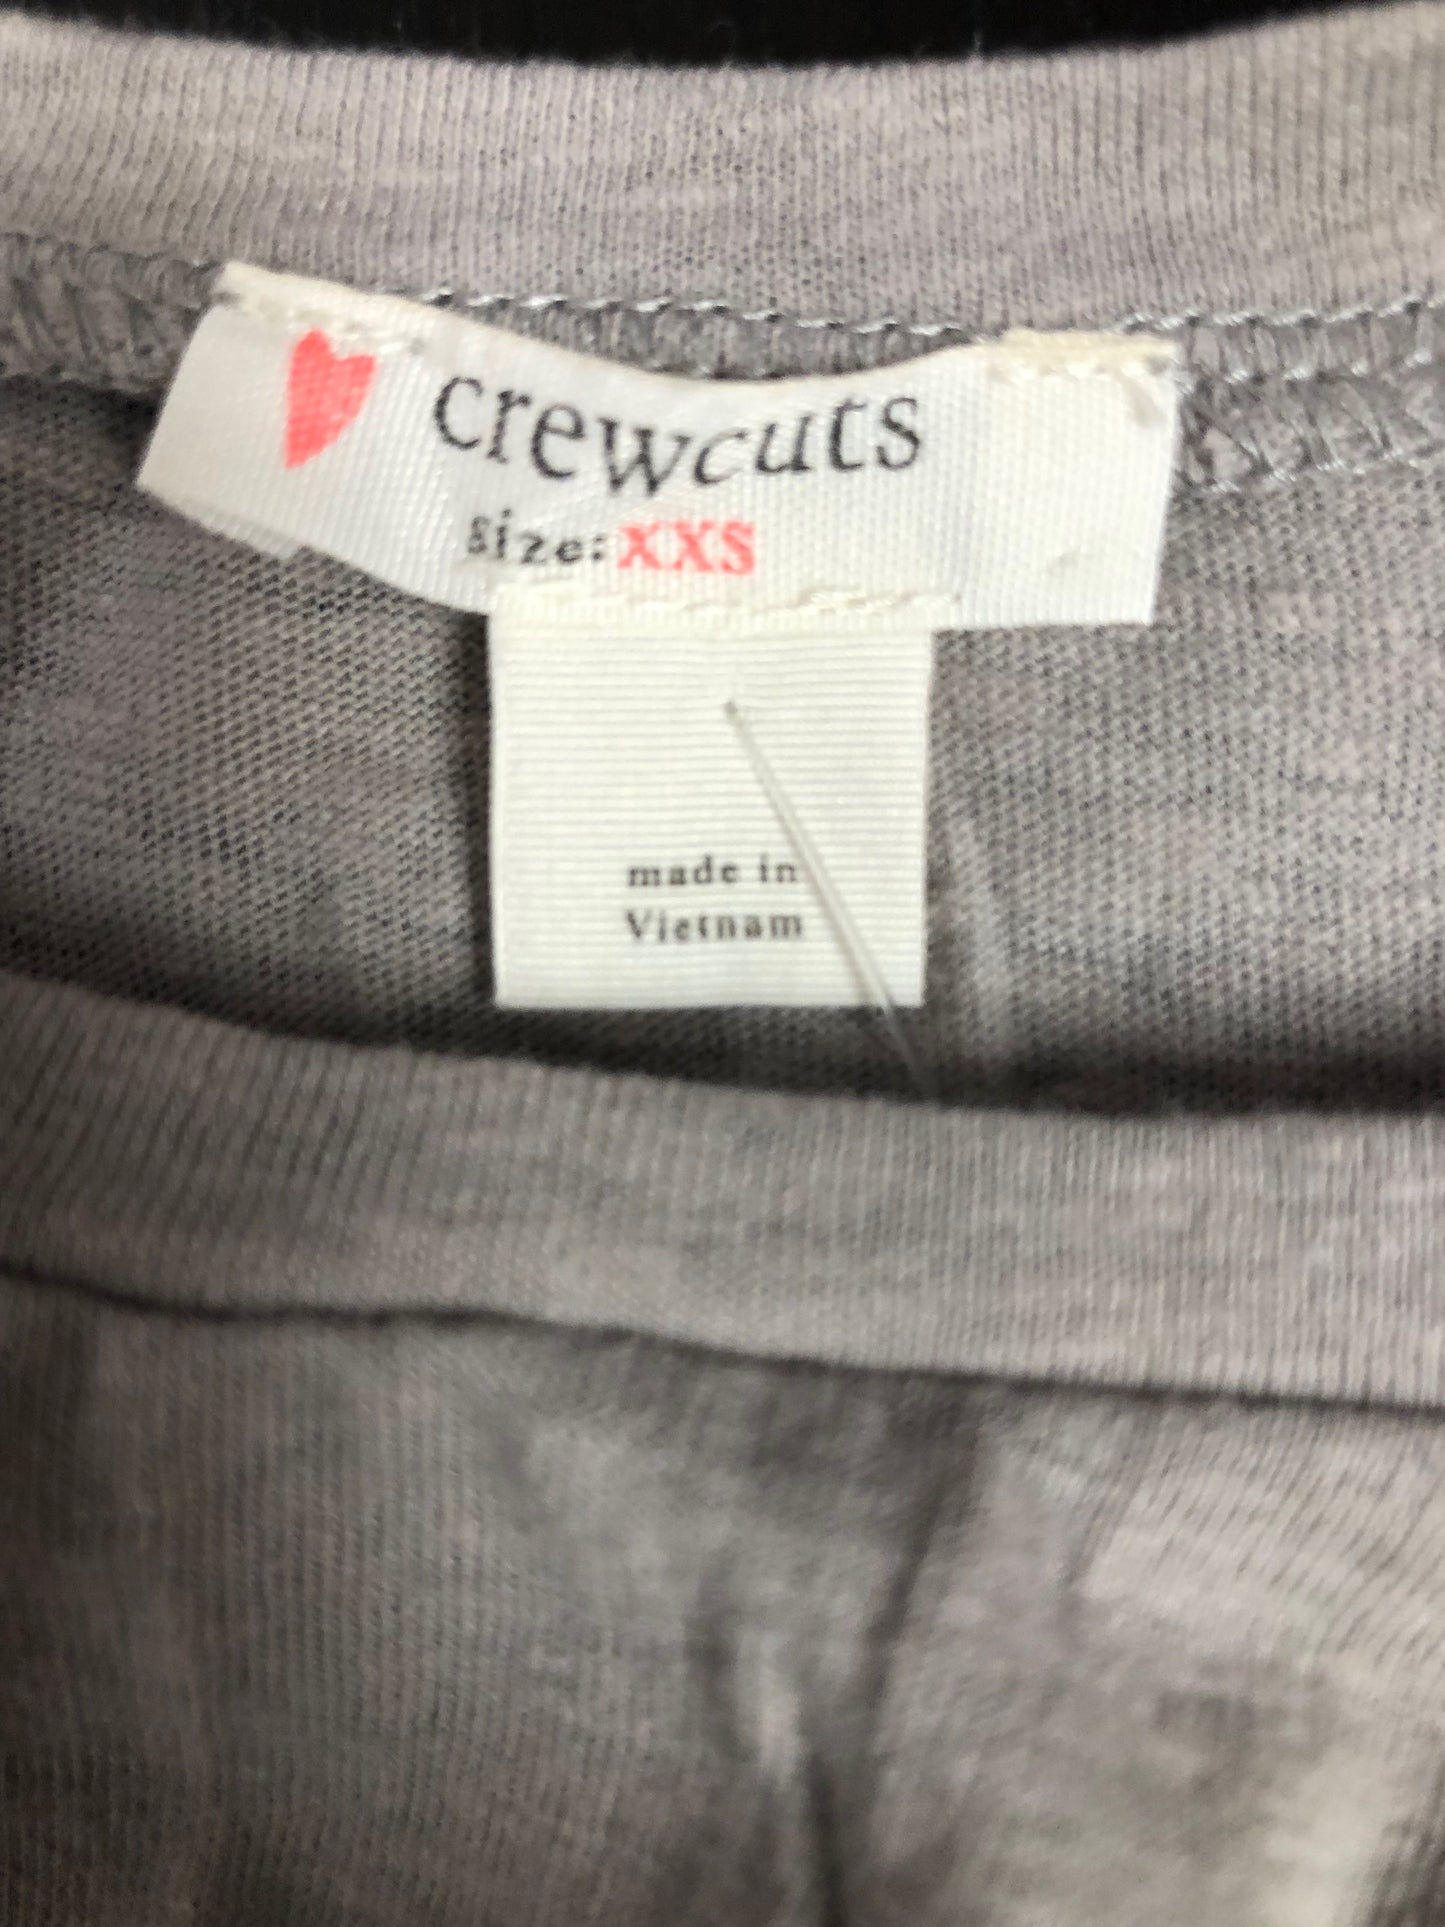 crewcuts
size: XXS
made in
Vietnam